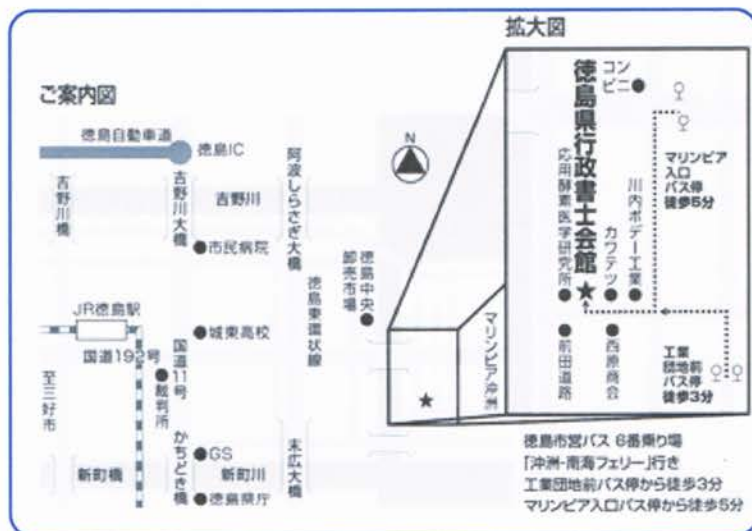 拡大図
ご案内図
徳島自動車道
徳島IC
吉野川橋
吉野川大橋
吉野川
阿波しらさぎ大橋
N
市民病院
徳島東環状線
徳島中央
卸売市場
JR徳島駅
国道192号
国道11号
城東高校
至三好市
裁判所
かちどき橋
GS
新町橋
新町川
末広大橋
徳島県庁
マリンピア沖洲
コン
ビニ
徳島県行政書士会館
応用酵素医学研究所
カワテツ
川内ボデー工業
マリンピア
入口
バス停
徒歩5分
前田道路
西原商会
工業
団地前
バス停
徒歩3分
徳島市営バス 6番乗り場
「沖洲-南海フェリー」行き
工業団地前バス停から徒歩3分
マリンピア入口バス停から徒歩5分